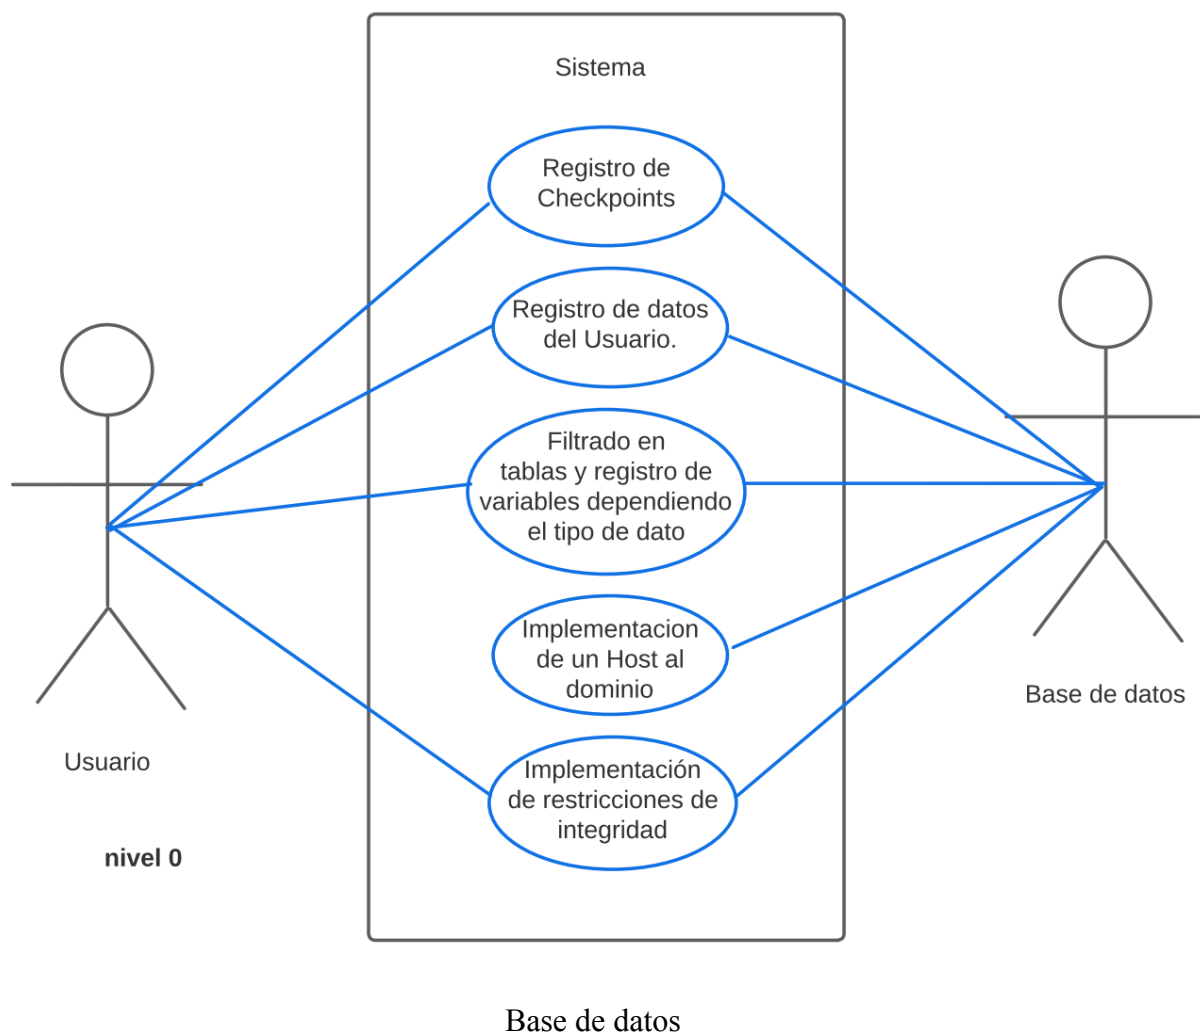 Sistema
Registro de
Checkpoints
Registro de datos
del Usuario.
Filtrado en
tablas y registro de
variables dependiendo
el tipo de dato
Implementacion
de un Host al
dominio
Implementación
de restricciones de
integridad
Usuario
nivel 0
Base de datos
Base de datos